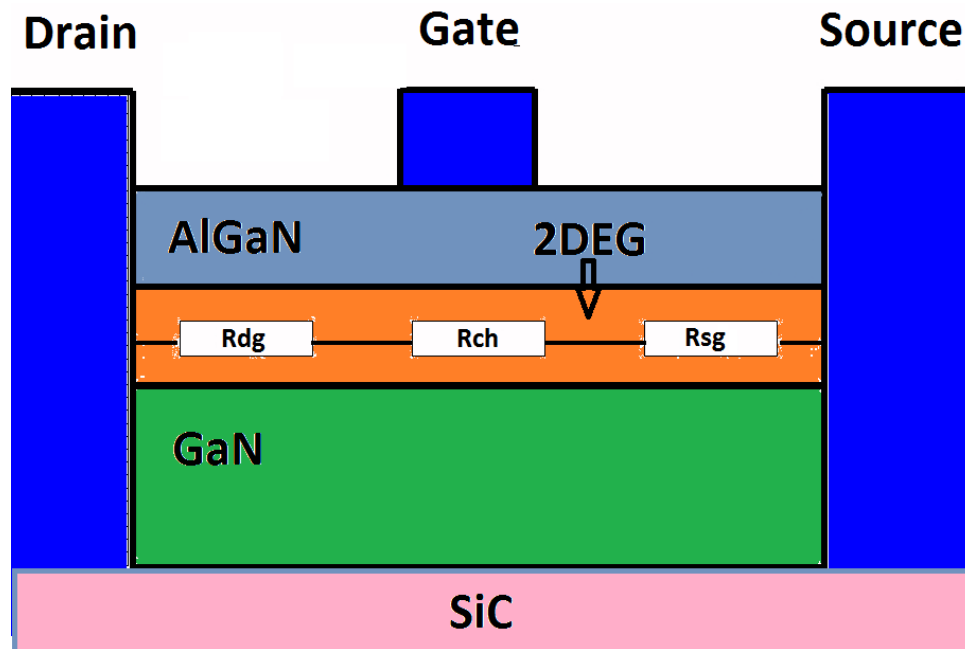 Drain
Gate
Source
AlGaN
2DEG
Rdg
Rch
Rsg
GaN
SiC